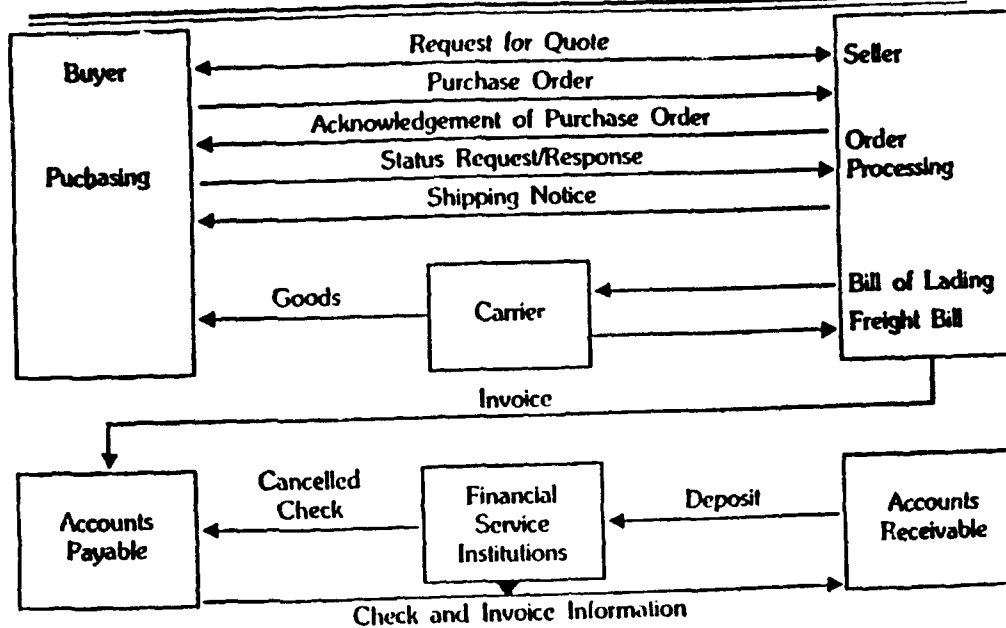 Request for Quote
Buyer
Seller
Purchase Order
Acknowledgement of Purchase Order
Order
Processing
Puchasing
Status Request/Response
Shipping Notice
Goods
Carrier
Bill of Lading
Freight Bill
Invoice
Cancelled
Check
Financial
Service
Institutions
Deposit
Accounts
Payable
Accounts
Receivable
Check and Invoice Information